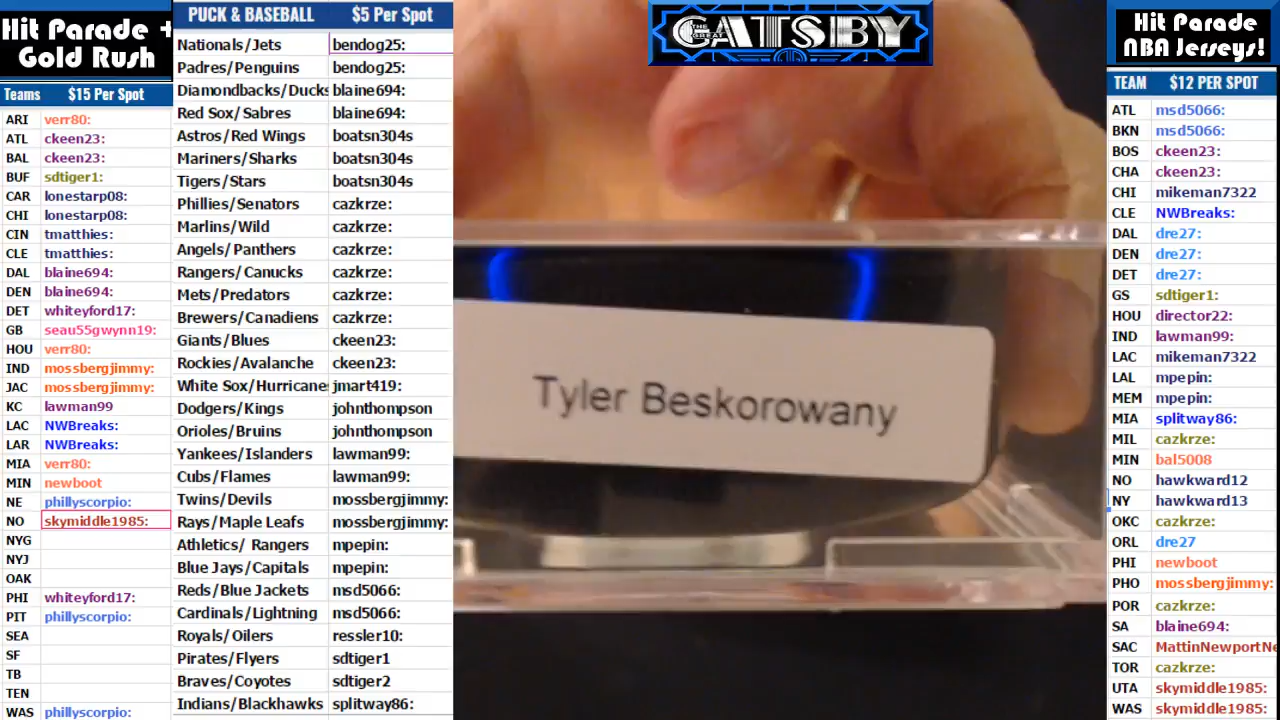 Hit Parade +
Gold Rush
Teams $15 Per Spot
ARI verr80:
ATL ckeen23:
BAL ckeen23:
BUF sdtiger1:
CAR lonestarp08:
CHI lonestarp08:
CIN tmatthies:
CLE tmatthies:
DAL blaine694:
DEN blaine694:
DET whiteyford17:
GB seau55gwynn19:
HOU verr80:
IND mossbergjimmy:
JAC mossbergjimmy:
KC lawman99
LAC NWBreaks:
LAR NWBreaks:
MIA verr80:
MIN newboot
NE phillyscorpio:
NO skymiddle1985:
NYG
NYJ
OAK
PHI whiteyford17:
PIT phillyscorpio:
SEA
SF
TB
TEN
WAS phillyscorpio:
PUCK & BASEBALL $5 Per Spot
Nationals/Jets bendog25:
Padres/Penguins bendog25:
Diamondbacks/Ducks blaine694:
Red Sox/Sabres blaine694:
Astros/Red Wings boatsn304s
Mariners/Sharks boatsn304s
Tigers/Stars boatsn304s
Phillies/Senators cazkrze:
Marlins/Wild cazkrze:
Angels/Panthers cazkrze:
Rangers/Canucks cazkrze:
Mets/Predators cazkrze:
Brewers/Canadiens cazkrze:
Giants/Blues ckeen23:
Rockies/Avalanche ckeen23:
White Sox/Hurricane jmart419:
Dodgers/Kings johnthompson
Orioles/Bruins johnthompson
Yankees/Islanders lawman99:
Cubs/Flames lawman99:
Twins/Devils mossbergjimmy:
Rays/Maple Leafs mossbergjimmy:
Athletics/ Rangers mpepin:
Blue Jays/Capitals mpepin:
Reds/Blue Jackets msd5066:
Cardinals/Lightning msd5066:
Royals/Oilers ressler10:
Pirates/Flyers sdtiger1
Braves/Coyotes sdtiger2
Indians/Blackhawks splitway86:
THE GREAT
GATSBY
Tyler Beskorowany
Hit Parade
NBA Jerseys!
TEAM $12 PER SPOT
ATL msd5066:
BKN msd5066:
BOS ckeen23:
CHA ckeen23:
CHI mikeman7322
CLE NWBreaks:
DAL dre27:
DEN dre27:
DET dre27:
GS sdtiger1:
HOU director22:
IND lawman99:
LAC mikeman7322
LAL mpepin:
MEM mpepin:
MIA splitway86:
MIL cazkrze:
MIN bal5008
NO hawkward12
NY hawkward13
OKC cazkrze:
ORL dre27
PHI newboot
PHO mossbergjimmy:
POR cazkrze:
SA blaine694:
SAC MattinNewportNe
TOR cazkrze:
UTA skymiddle1985:
WAS skymiddle1985: